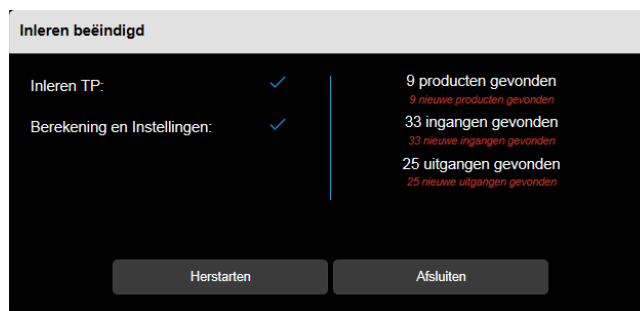 Inleren beëindigd
Inleren TP:
Berekening en Instellingen:
9 producten gevonden
9 nieuwe producten gevonden
33 ingangen gevonden
33 nieuwe ingangen gevonden
25 uitgangen gevonden
25 nieuwe uitgangen gevonden
Herstarten
Afsluiten